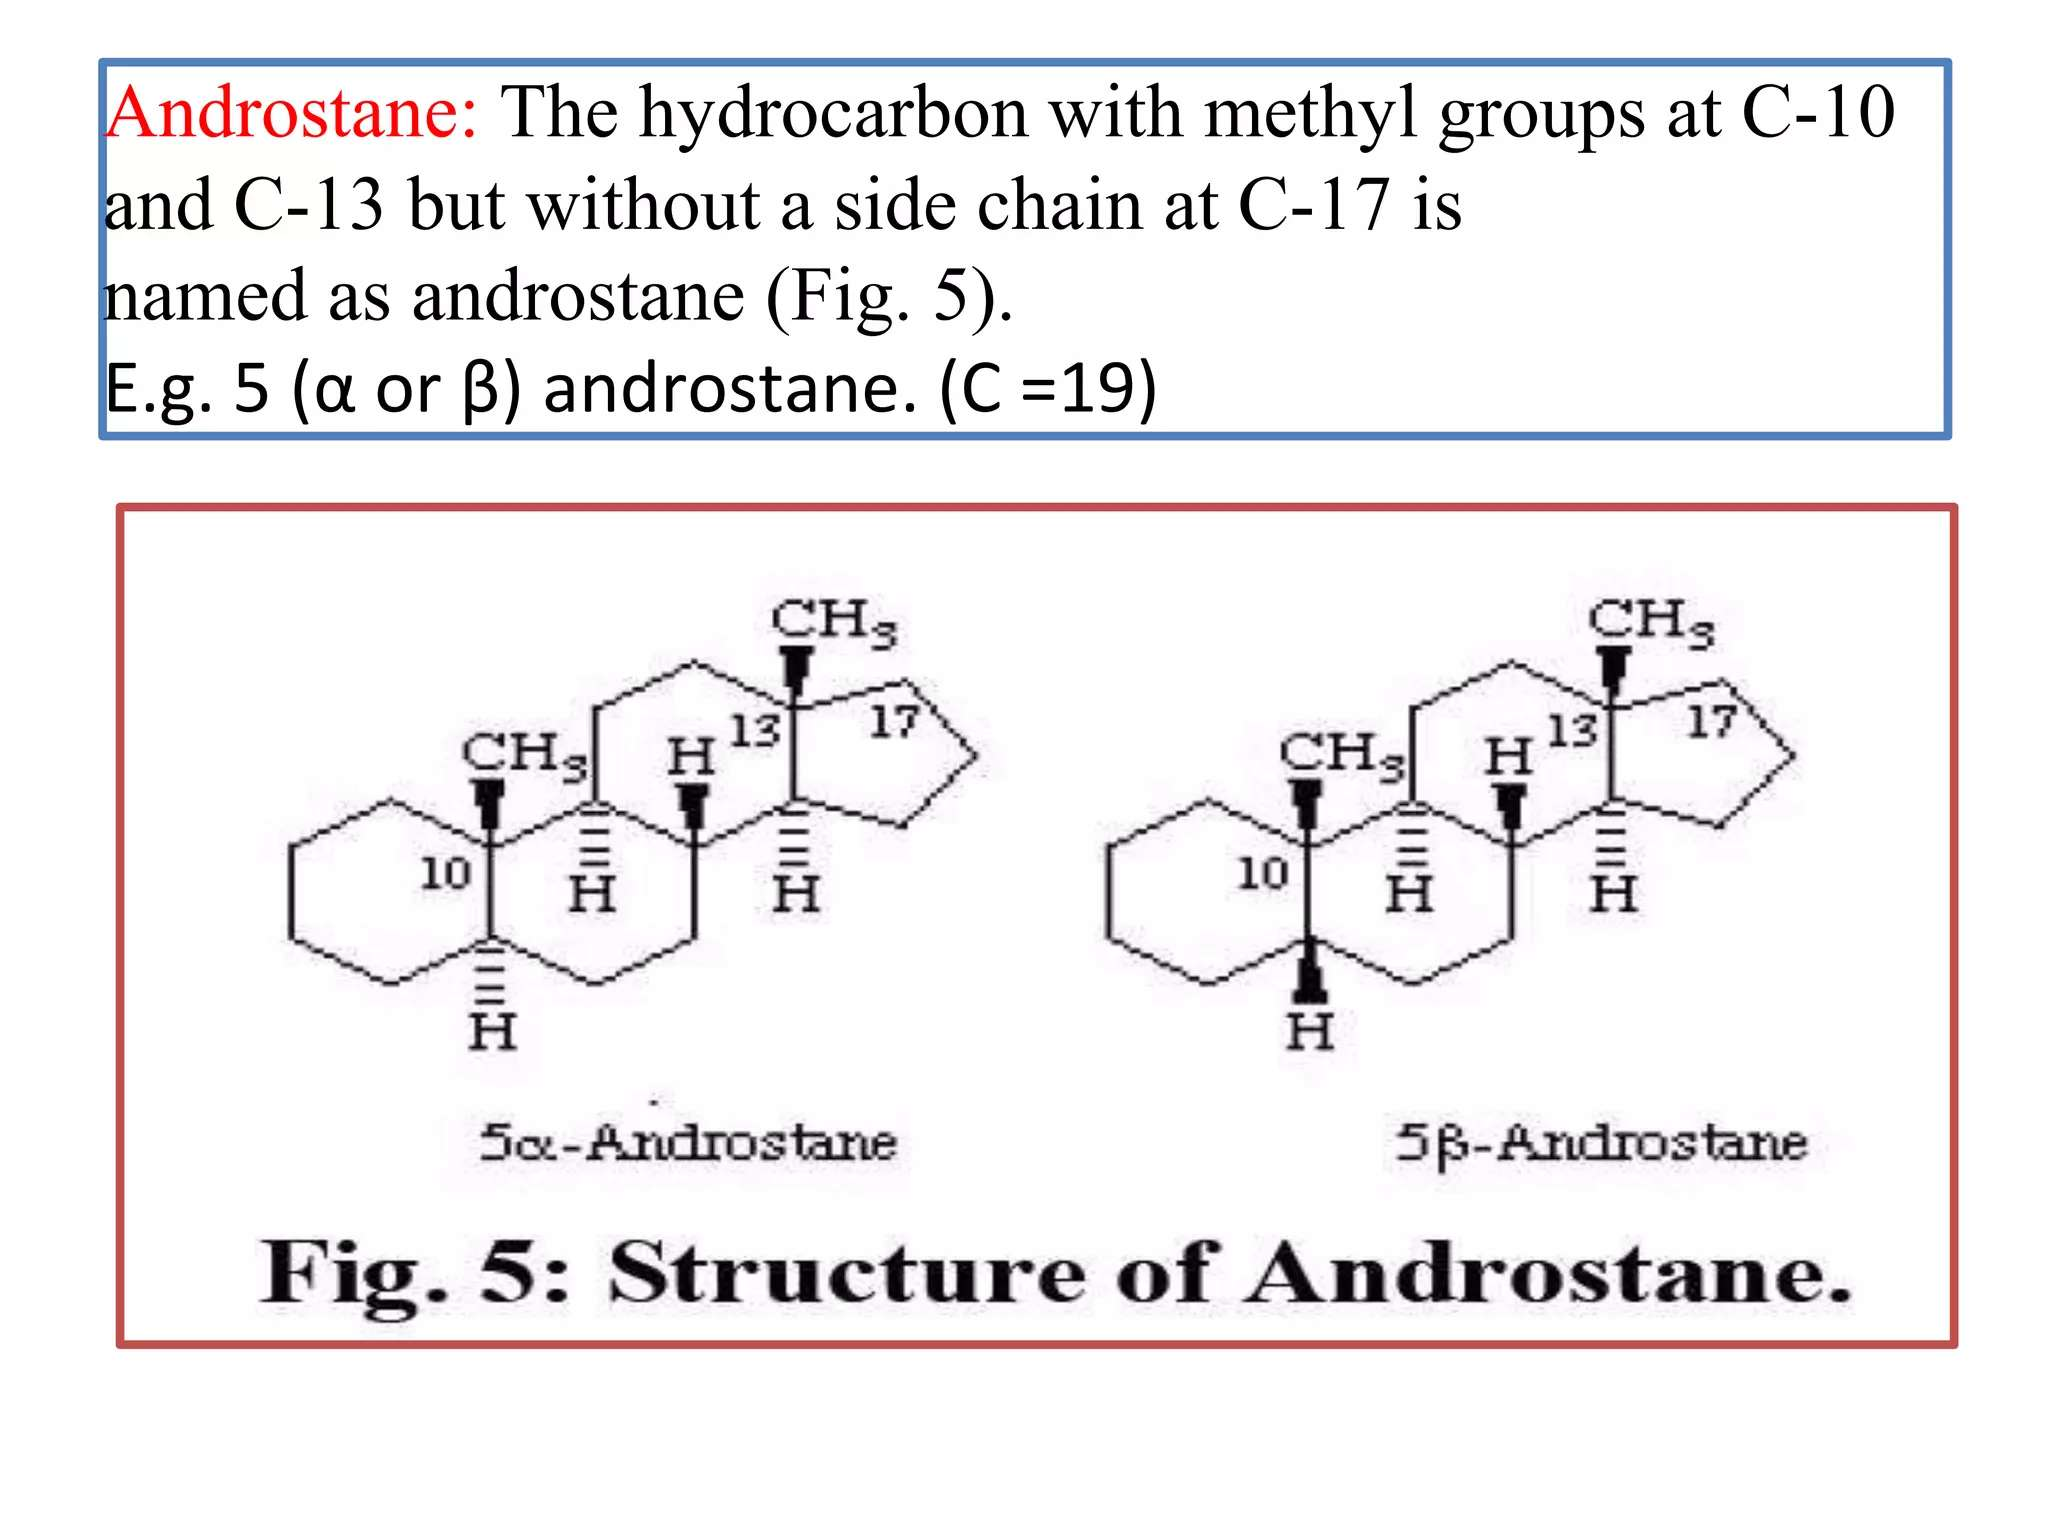 Androstane: The hydrocarbon with methyl groups at C-10
and C-13 but without a side chain at C-17 is
named as androstane (Fig. 5).
E.g. 5 (α or β) androstane. (C =19)
CH₃ CH₃
13 17 13 17
CH₃ H CH₃ H
10 H H 10 H H
H H
5α-Androstane 5β-Androstane
Fig. 5: Structure of Androstane.